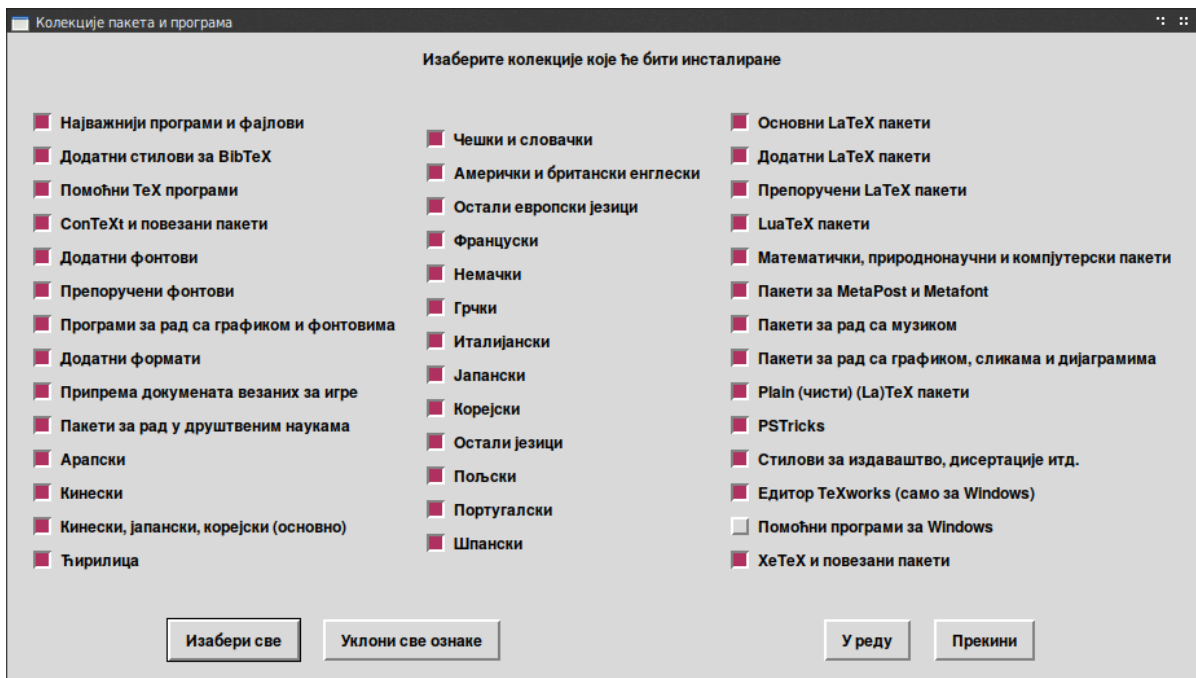 Колекције пакета и програма
Изаберите колекције које ће бити инсталиране
Најважнији програми и фајлови
Додатни стилови за BibTeX
Помоћни TeX програми
ConTeXt и повезани пакети
Додатни фонтови
Препоручени фонтови
Програми за рад са графиком и фонтовима
Додатни формати
Припрема докумената везаних за игре
Пакети за рад у друштвеним наукама
Арапски
Кинески
Кинески, јапански, корејски (основно)
Ћирилица
Чешки и словачки
Амерички и британски енглески
Остали европски језици
Француски
Немачки
Грчки
Италијански
Јапански
Корејски
Остали језици
Пољски
Португалски
Шпански
Основни LaTeX пакети
Додатни LaTeX пакети
Препоручени LaTeX пакети
LuaTeX пакети
Математички, природнонаучни и компјутерски пакети
Пакети за MetaPost и Metafont
Пакети за рад са музиком
Пакети за рад са графиком, сликама и дијаграмима
Plain (чисти) (La)TeX пакети
PSTricks
Стилови за издаваштво, дисертације итд.
Едитор TeXworks (само за Windows)
Помоћни програми за Windows
XeTeX и повезани пакети
Изабери све
Уклони све ознаке
У реду
Прекини